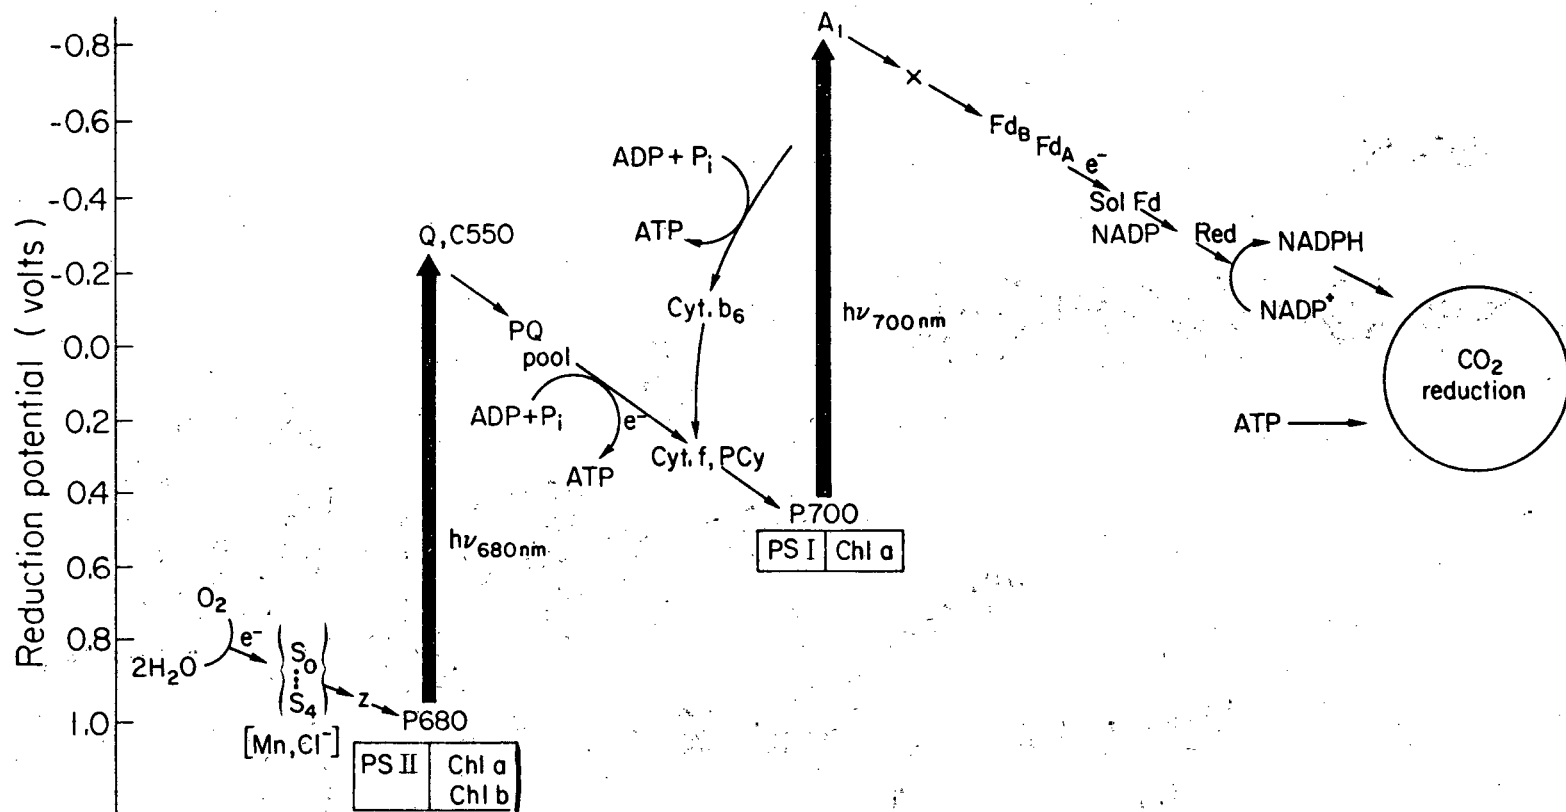 Reduction potential (volts)
-0.8
-0.6
-0.4
-0.2
0.0
0.2
0.4
0.6
0.8
1.0
2H₂O
O₂
e⁻
S₀
S₄
[Mn, Cl⁻]
z
P680
PS II
Chl a
Chl b
hν680nm
Q, C550
PQ
pool
ADP+Pᵢ
ATP
e⁻
Cyt. f, PCy
ADP + Pᵢ
ATP
Cyt. b₆
P700
PS I
Chl a
hν700nm
A₁
X
FdB
FdA
e⁻
Sol Fd
NADP
Red
NADPH
NADP⁺
ATP
CO₂
reduction